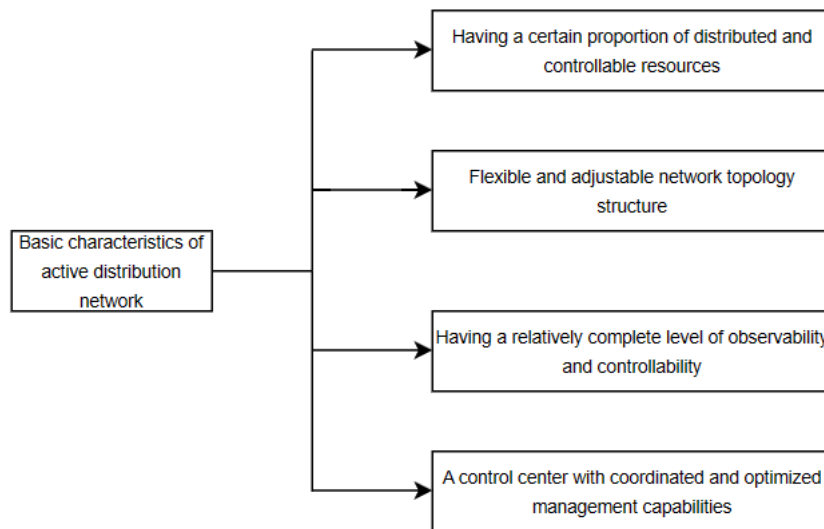 Having a certain proportion of distributed and
controllable resources
Flexible and adjustable network topology
structure
Basic characteristics of
active distribution
network
Having a relatively complete level of observability
and controllability
A control center with coordinated and optimized
management capabilities